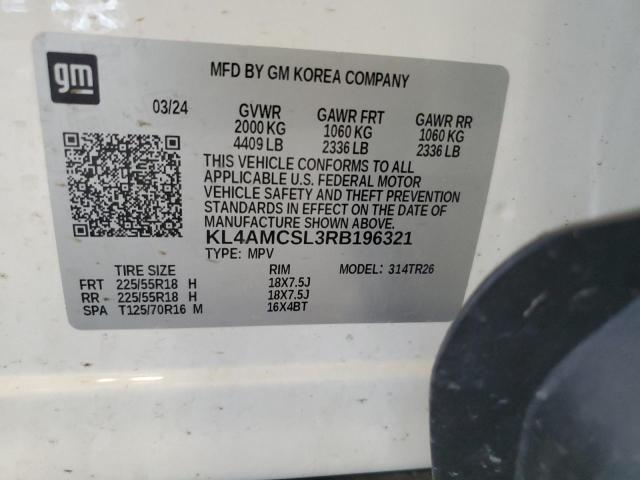 gm
MFD BY GM KOREA COMPANY
03/24 GVWR GAWR FRT GAWR RR
2000 KG 1060 KG 1060 KG
4409 LB 2336 LB 2336 LB
THIS VEHICLE CONFORMS TO ALL
APPLICABLE U.S. FEDERAL MOTOR
VEHICLE SAFETY AND THEFT PREVENTION
STANDARDS IN EFFECT ON THE DATE OF
MANUFACTURE SHOWN ABOVE.
KL4AMCSL3RB196321
TYPE: MPV
TIRE SIZE RIM MODEL: 314TR26
FRT 225/55R18 H 18X7.5J
RR 225/55R18 H 18X7.5J
SPA T125/70R16 M 16X4BT